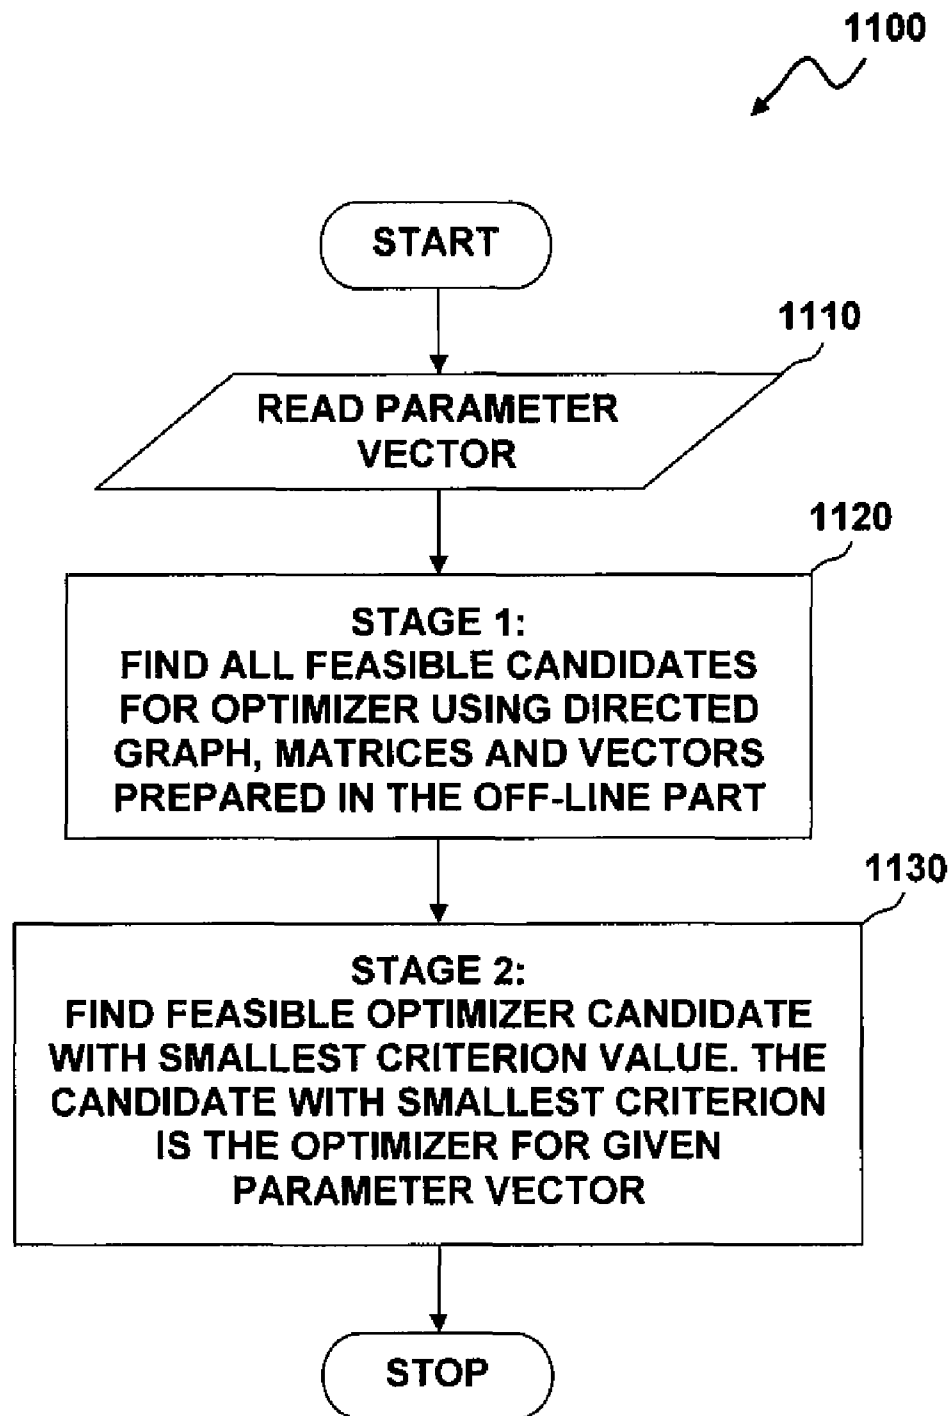 1100
START
1110
READ PARAMETER
VECTOR
1120
STAGE 1:
FIND ALL FEASIBLE CANDIDATES
FOR OPTIMIZER USING DIRECTED
GRAPH, MATRICES AND VECTORS
PREPARED IN THE OFF-LINE PART
1130
STAGE 2:
FIND FEASIBLE OPTIMIZER CANDIDATE
WITH SMALLEST CRITERION VALUE. THE
CANDIDATE WITH SMALLEST CRITERION
IS THE OPTIMIZER FOR GIVEN
PARAMETER VECTOR
STOP